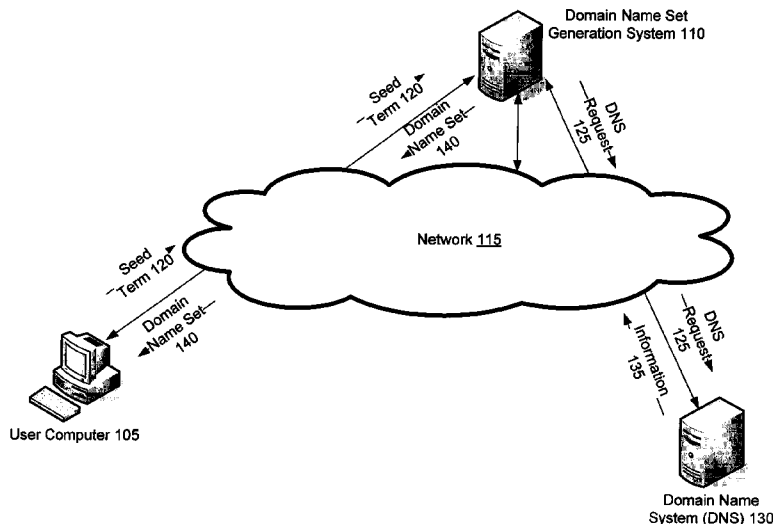 Domain Name Set
Generation System 110
Seed
Term 120
Domain
Name Set
140
DNS
Request
125
Network 115
Seed
Term 120
Domain
Name Set
140
DNS
Request
125
Information
135
User Computer 105
Domain Name
System (DNS) 130